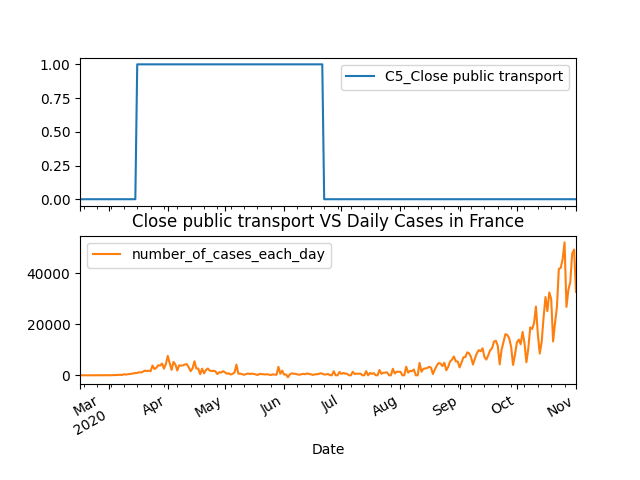 1.00
0.75
0.50
0.25
0.00
C5_Close public transport
Close public transport VS Daily Cases in France
number_of_cases_each_day
40000
20000
0
Mar
2020
Apr
May
Jun
Jul
Aug
Sep
Oct
Nov
Date